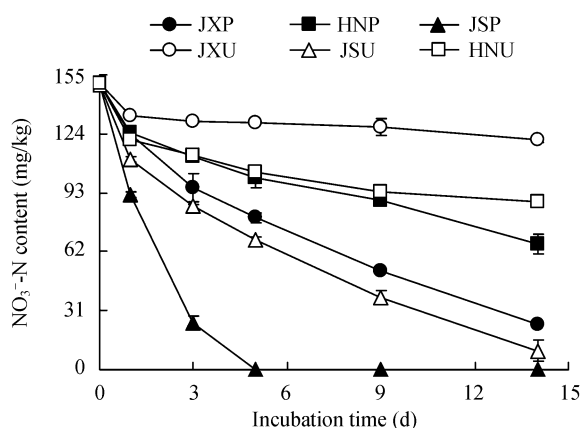 JXP HNP JSP
JXU JSU HNU
155
124
93
62
31
0
NO₃⁻-N content (mg/kg)
0 3 6 9 12 15
Incubation time (d)